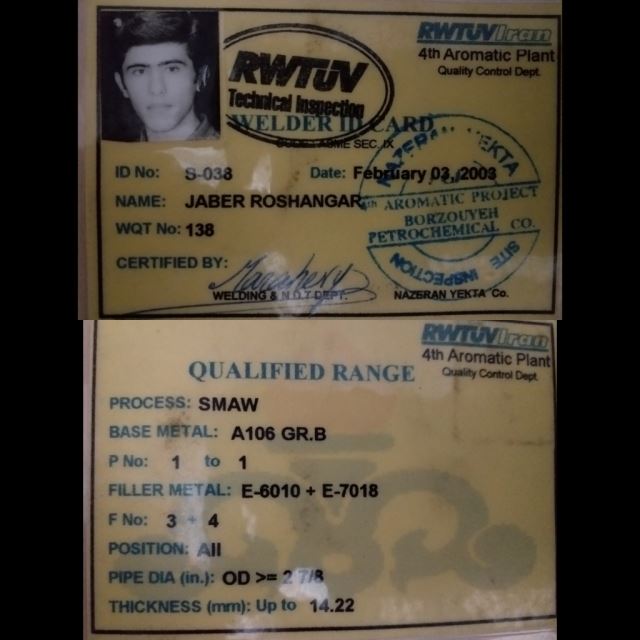 RWTUV Iran
4th Aromatic Plant
Quality Control Dept.
RWTUV
Technical Inspection
WELDER ID CARD
CODE: ASME SEC. IX
ID No: S-038 Date: February 03, 2003
NAME: JABER ROSHANGAR
WQT No: 138
NAZERAN YEKTA
4th AROMATIC PROJECT
BORZOUYEH
PETROCHEMICAL CO.
SITE INSPECTION
CERTIFIED BY:
WELDING & N.D.T DEPT. NAZERAN YEKTA Co.
RWTUV Iran
4th Aromatic Plant
Quality Control Dept.
QUALIFIED RANGE
PROCESS: SMAW
BASE METAL: A106 GR.B
P No: 1 to 1
FILLER METAL: E-6010 + E-7018
F No: 3 + 4
POSITION: All
PIPE DIA (in.): OD >= 2 7/8
THICKNESS (mm): Up to 14.22